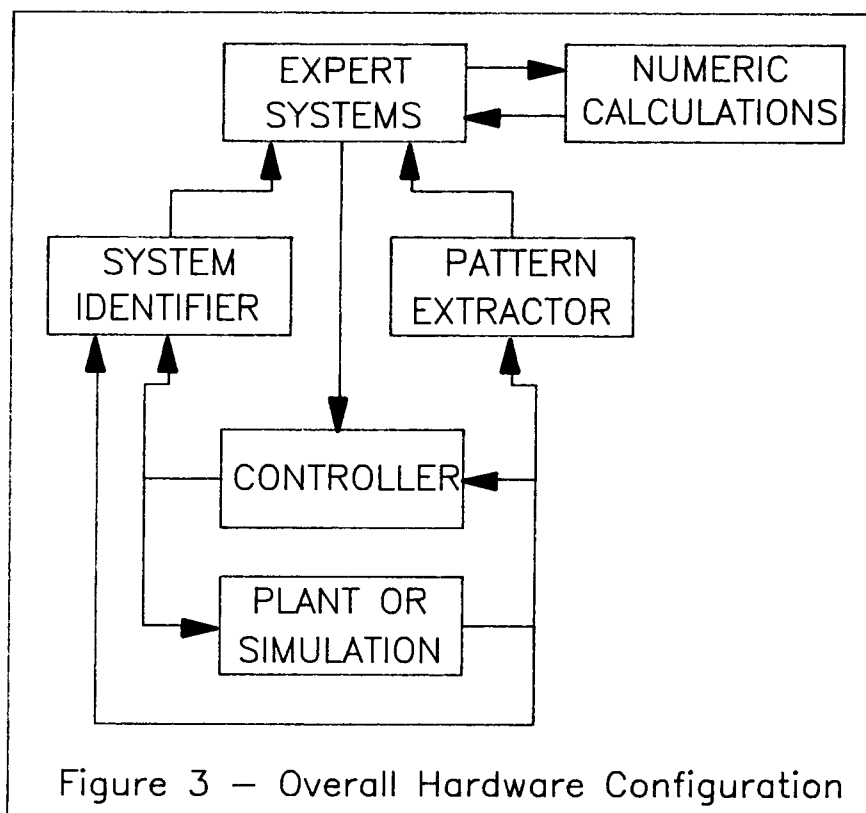 EXPERT
SYSTEMS
NUMERIC
CALCULATIONS
SYSTEM
IDENTIFIER
PATTERN
EXTRACTOR
CONTROLLER
PLANT OR
SIMULATION
Figure 3 — Overall Hardware Configuration